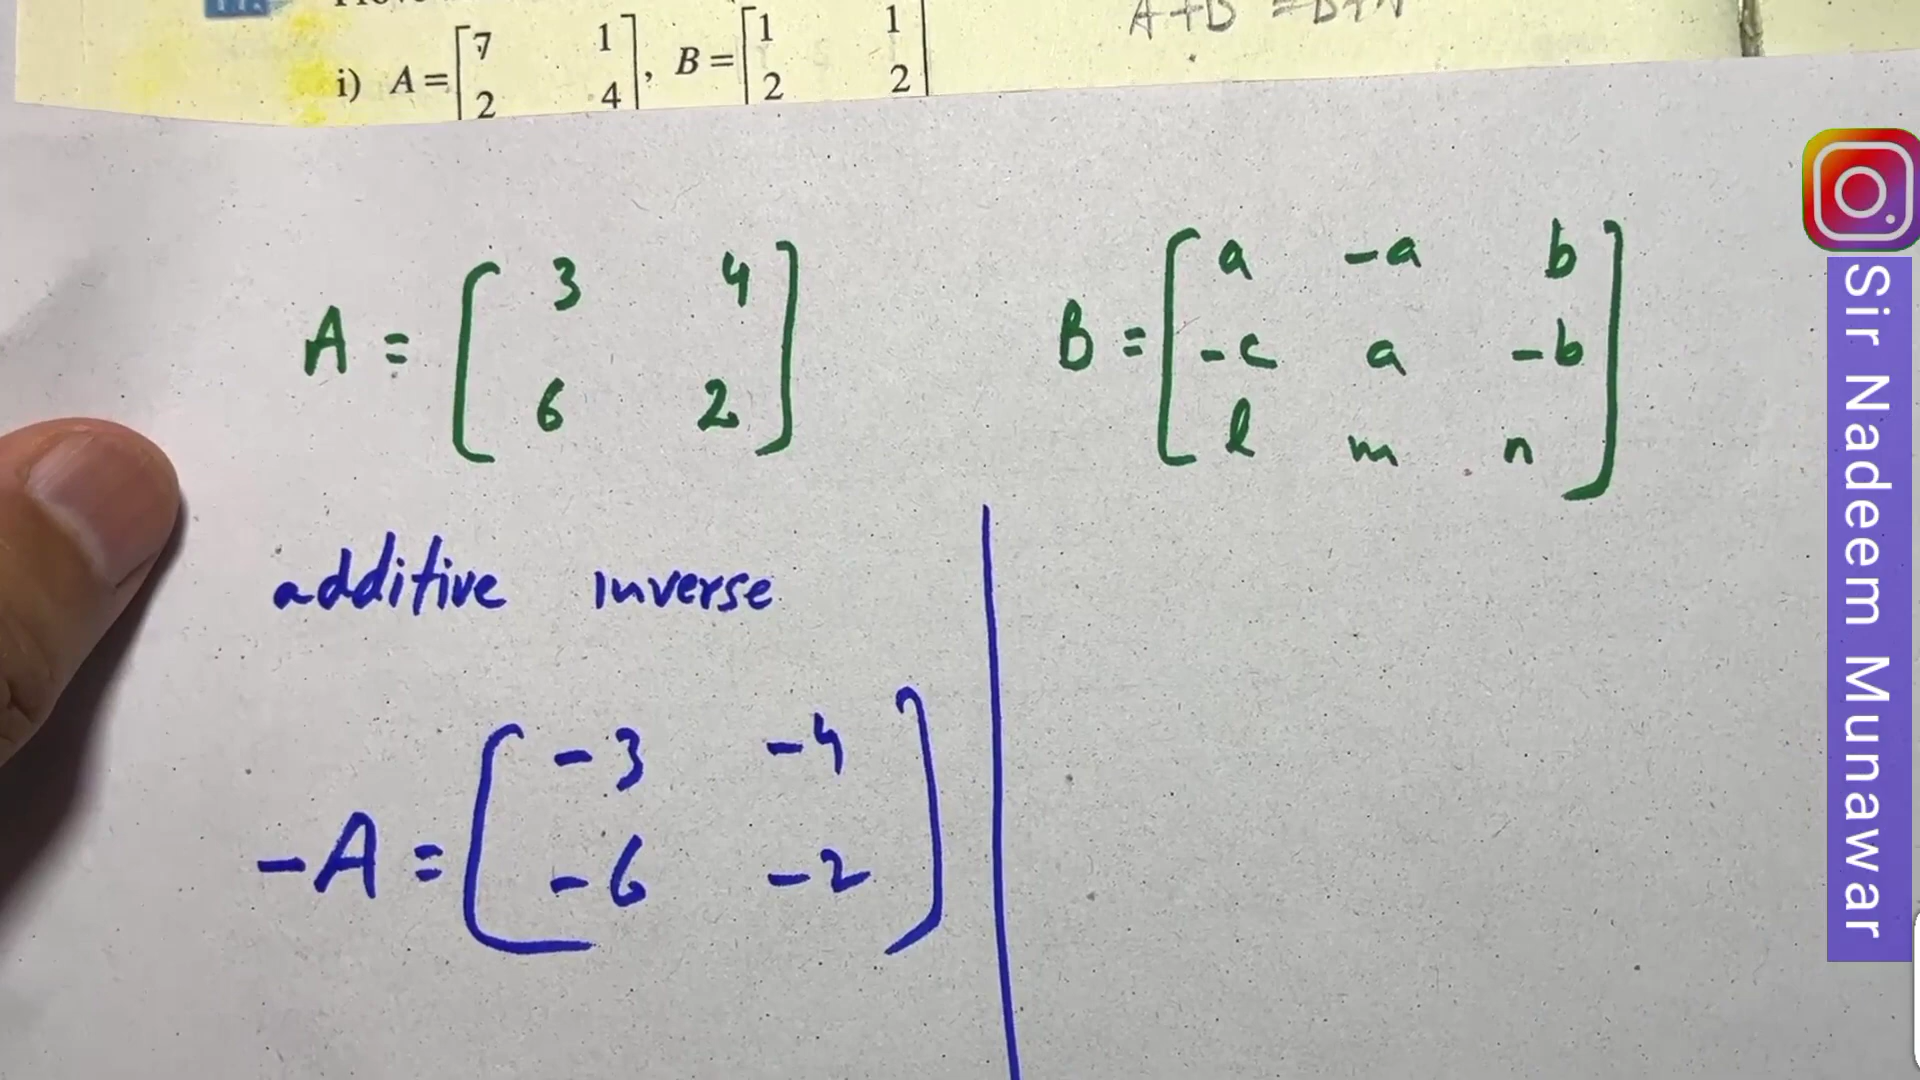 i) A = [7 1
2 4], B = [1 1
2 2]
A+B = B+A
A = [3 4
6 2]
B = [a -a b
-c a -b
l m n]
additive inverse
-A = [-3 -4
-6 -2]
Sir Nadeem Munawar